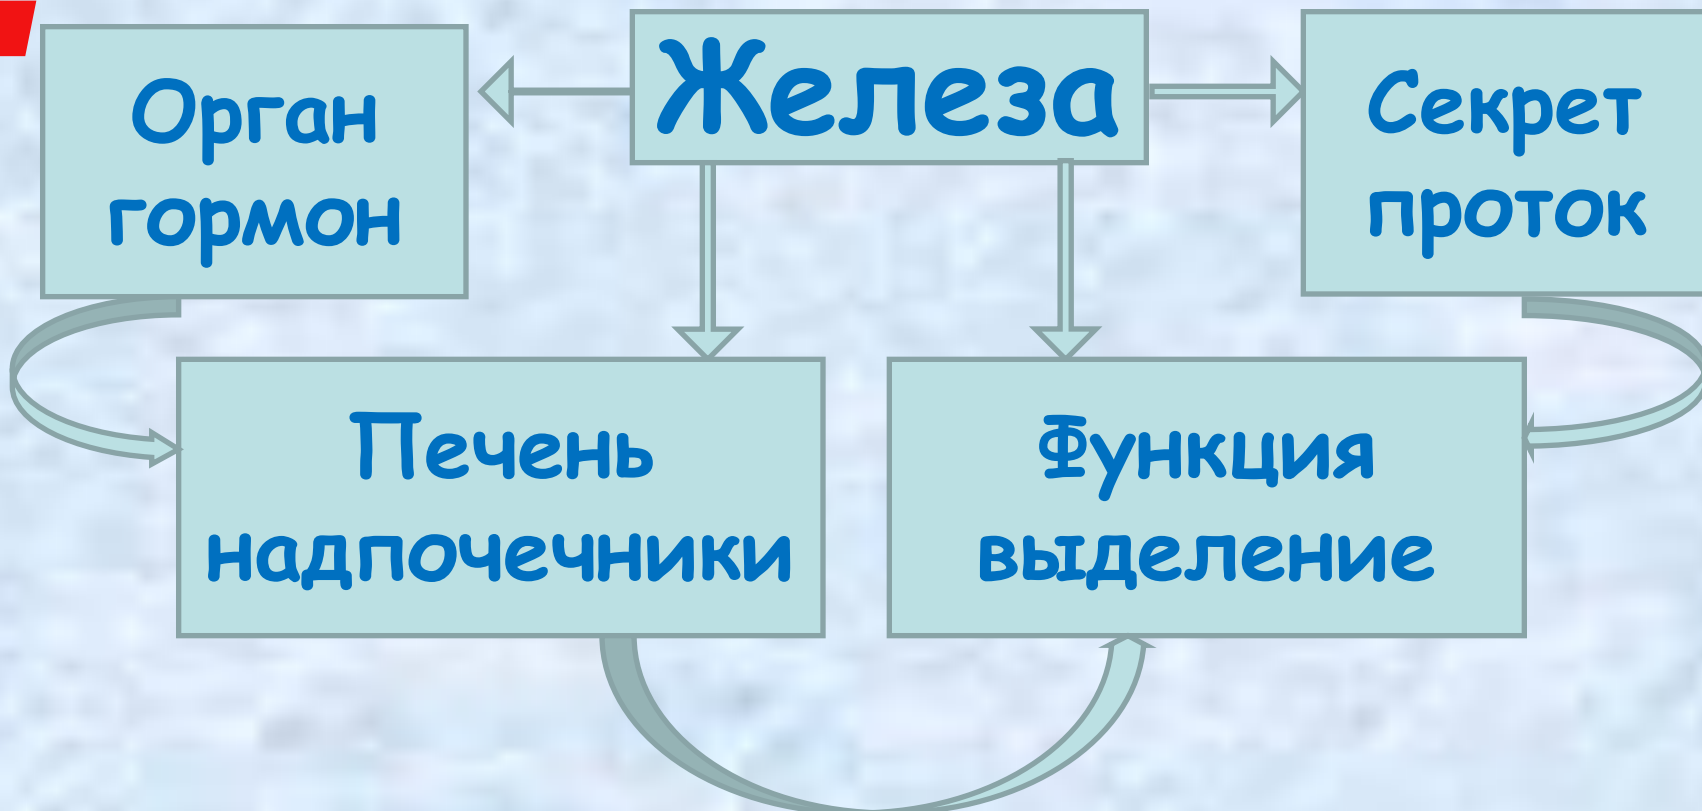 Железа
Орган
гормон
Секрет
проток
Печень
надпочечники
Функция
выделение